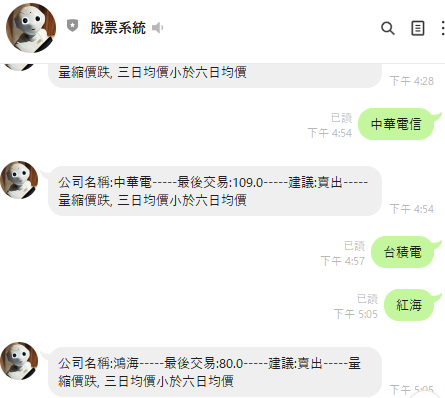 股票系統
量縮價跌, 三日均價小於六日均價
下午 4:28
已讀
下午 4:54
中華電信
公司名稱:中華電-----最後交易:109.0-----建議:賣出-----
量縮價跌, 三日均價小於六日均價
下午 4:54
已讀
下午 4:57
台積電
已讀
下午 5:05
紅海
公司名稱:鴻海-----最後交易:80.0-----建議:賣出-----量
縮價跌, 三日均價小於六日均價
下午 5:05